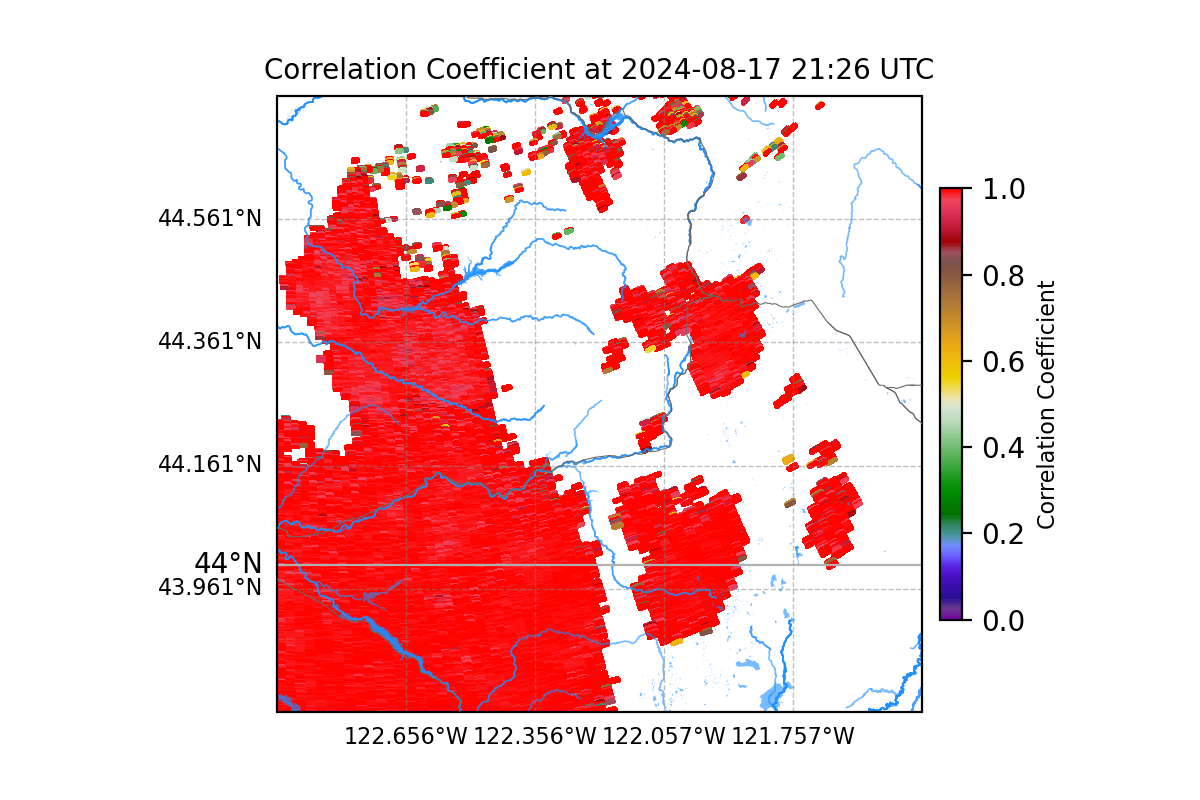 Correlation Coefficient at 2024-08-17 21:26 UTC
44.561°N
44.361°N
44.161°N
44°N
43.961°N
122.656°W 122.356°W 122.057°W 121.757°W
1.0
0.8
0.6
0.4
0.2
0.0
Correlation Coefficient